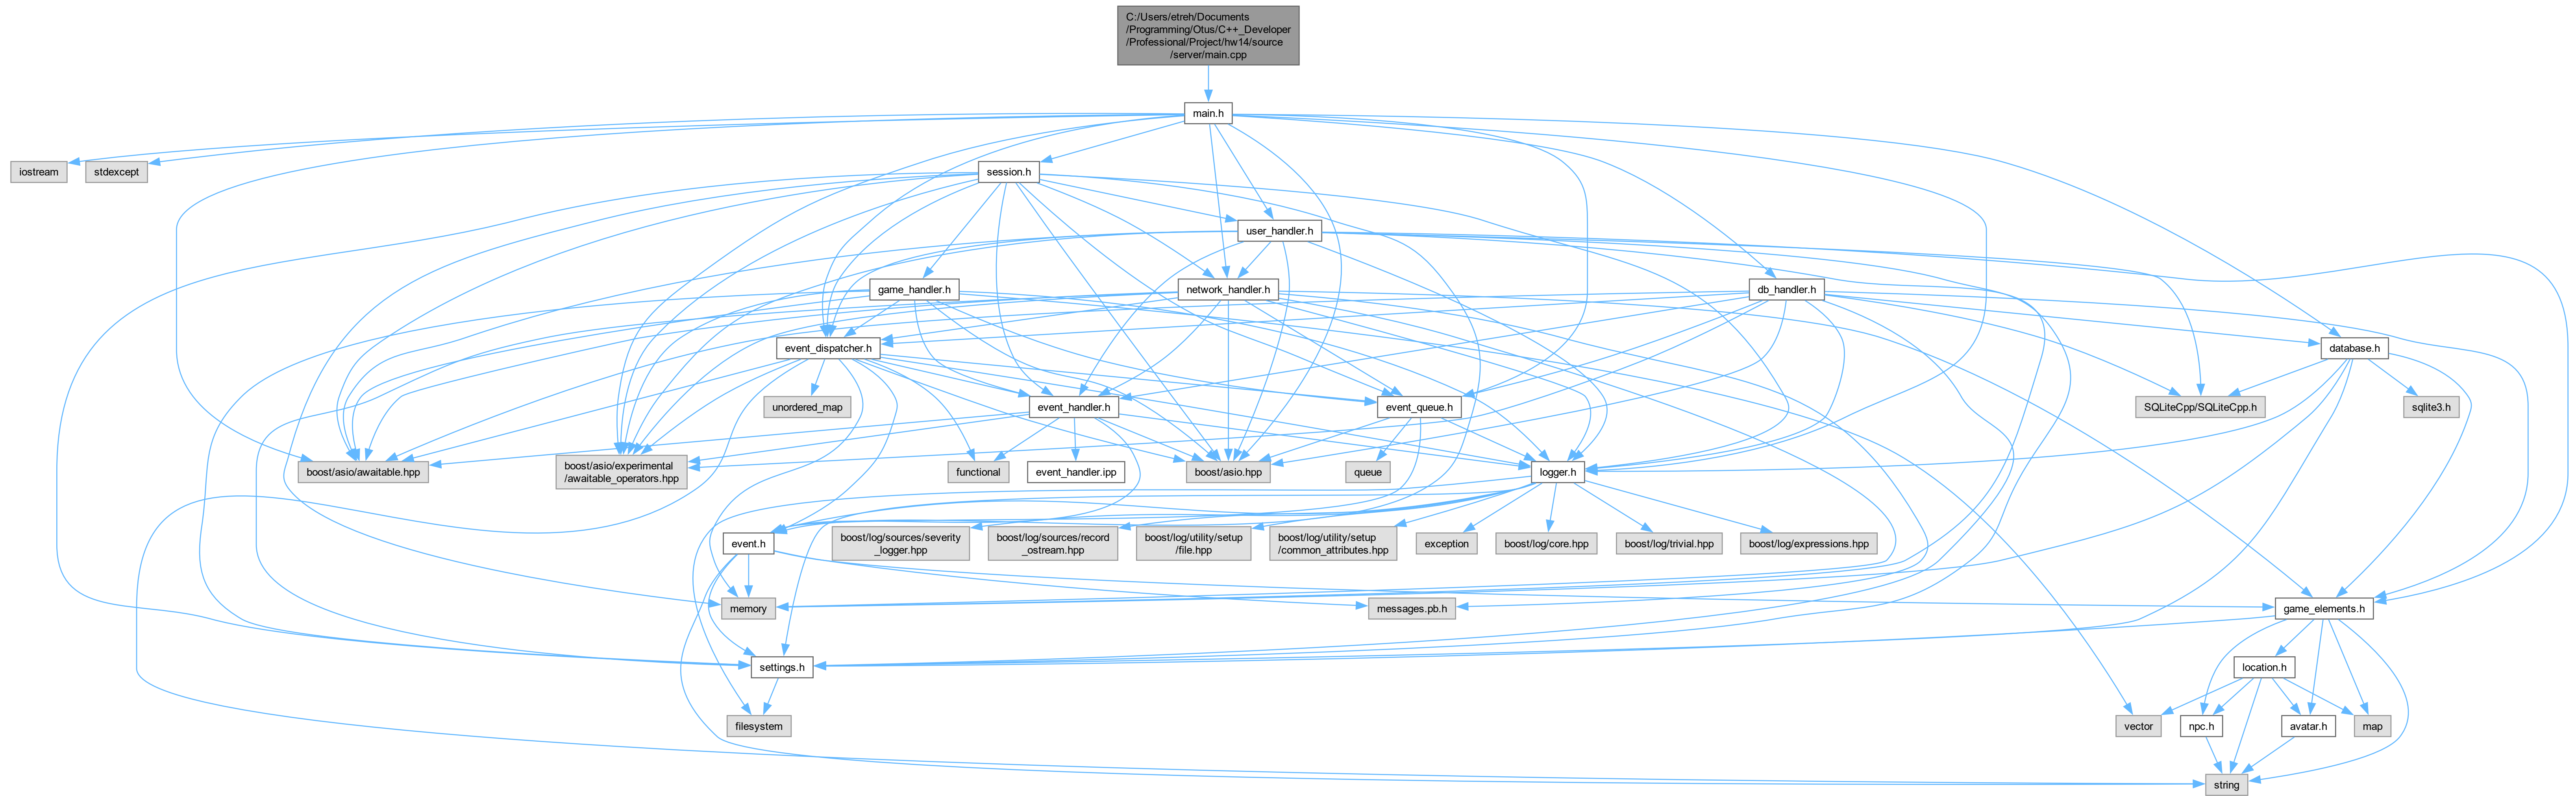 C:/Users/etreh/Documents
/Programming/Otus/C++_Developer
/Professional/Project/hw14/source
/server/main.cpp
main.h
iostream
stdexcept
session.h
user_handler.h
game_handler.h
network_handler.h
db_handler.h
event_dispatcher.h
database.h
unordered_map
event_handler.h
event_queue.h
SQLiteCpp/SQLiteCpp.h
sqlite3.h
boost/asio/awaitable.hpp
boost/asio/experimental
/awaitable_operators.hpp
functional
event_handler.ipp
boost/asio.hpp
queue
logger.h
event.h
boost/log/sources/severity
_logger.hpp
boost/log/sources/record
_ostream.hpp
boost/log/utility/setup
/file.hpp
boost/log/utility/setup
/common_attributes.hpp
exception
boost/log/core.hpp
boost/log/trivial.hpp
boost/log/expressions.hpp
memory
messages.pb.h
game_elements.h
settings.h
location.h
filesystem
vector
npc.h
avatar.h
map
string